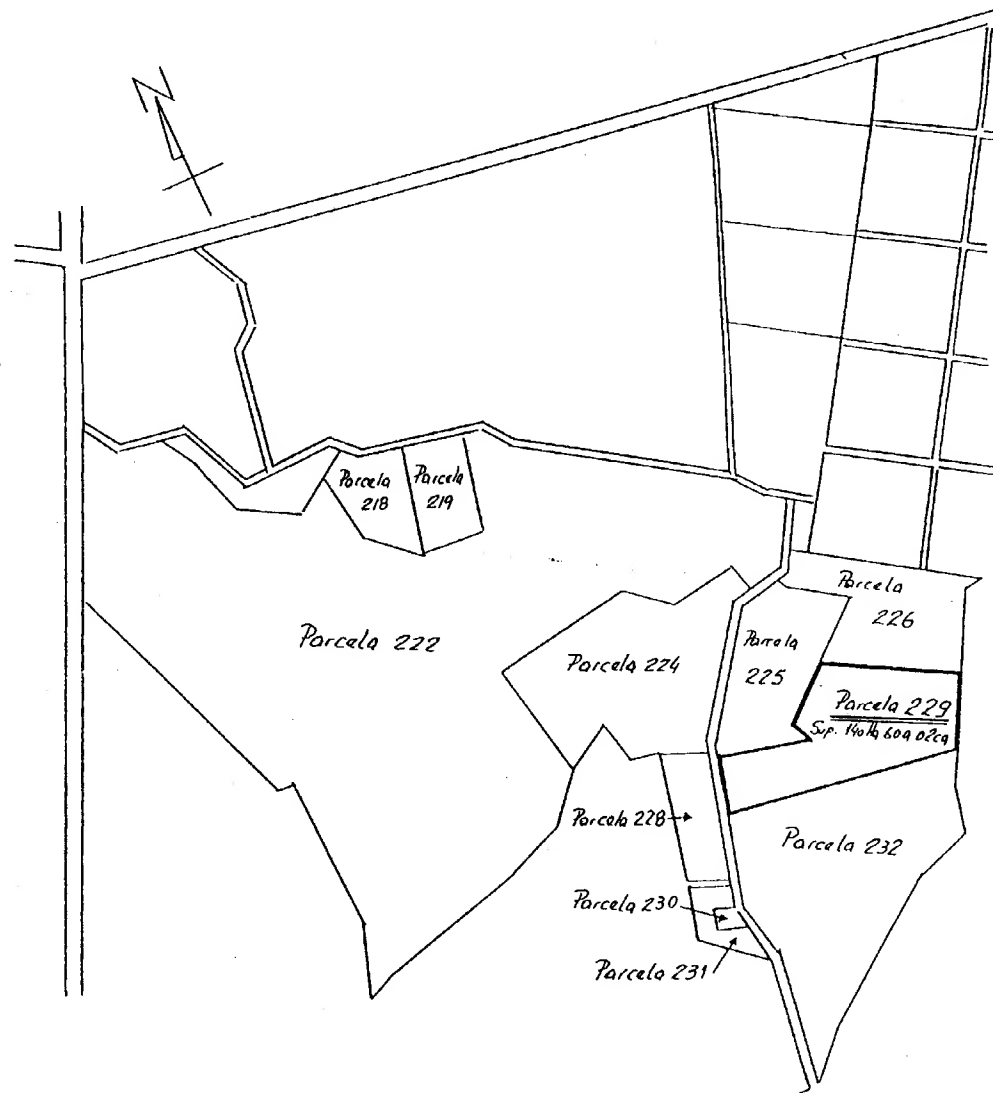 N
Parcela
218
Parcela
219
Parcela
226
Parcela 222
Parcela 224
Parcela
225
Parcela 229
Sup. 140Ha 60a 02ca
Parcela 228
Parcela 232
Parcela 230
Parcela 231